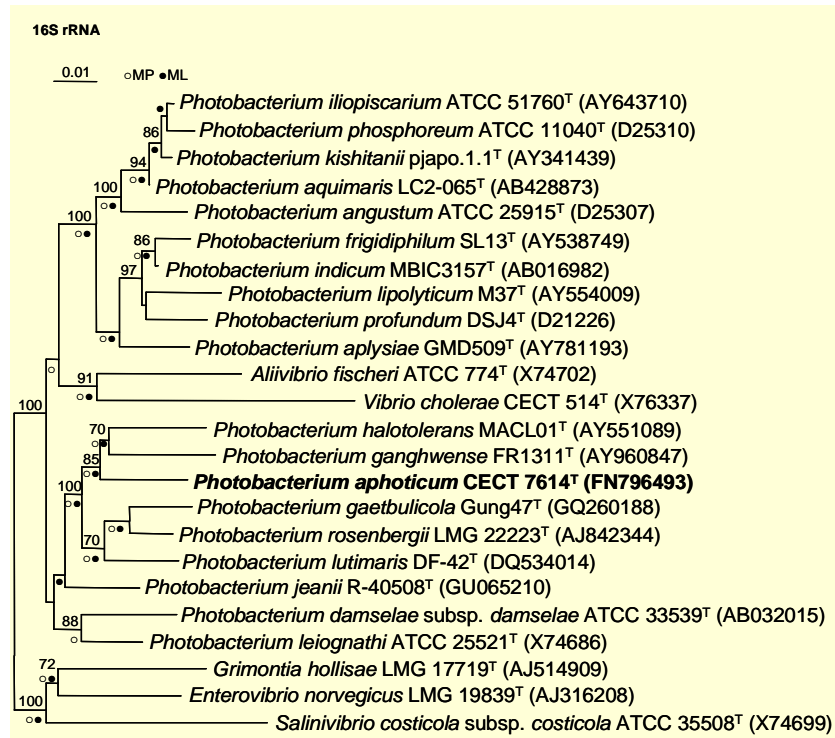 16S rRNA
0.01 ○MP ●ML
Photobacterium iliopiscarium ATCC 51760ᵀ (AY643710)
Photobacterium phosphoreum ATCC 11040ᵀ (D25310)
86
Photobacterium kishitanii pjapo.1.1ᵀ (AY341439)
94
Photobacterium aquimaris LC2-065ᵀ (AB428873)
100
Photobacterium angustum ATCC 25915ᵀ (D25307)
100
86
Photobacterium frigidiphilum SL13ᵀ (AY538749)
97
Photobacterium indicum MBIC3157ᵀ (AB016982)
Photobacterium lipolyticum M37ᵀ (AY554009)
Photobacterium profundum DSJ4ᵀ (D21226)
Photobacterium aplysiae GMD509ᵀ (AY781193)
91
Aliivibrio fischeri ATCC 774ᵀ (X74702)
Vibrio cholerae CECT 514ᵀ (X76337)
100
70
Photobacterium halotolerans MACL01ᵀ (AY551089)
Photobacterium ganghwense FR1311ᵀ (AY960847)
85
Photobacterium aphoticum CECT 7614ᵀ (FN796493)
100
Photobacterium gaetbulicola Gung47ᵀ (GQ260188)
Photobacterium rosenbergii LMG 22223ᵀ (AJ842344)
70
Photobacterium lutimaris DF-42ᵀ (DQ534014)
Photobacterium jeanii R-40508ᵀ (GU065210)
Photobacterium damselae subsp. damselae ATCC 33539ᵀ (AB032015)
88
Photobacterium leiognathi ATCC 25521ᵀ (X74686)
72
Grimontia hollisae LMG 17719ᵀ (AJ514909)
Enterovibrio norvegicus LMG 19839ᵀ (AJ316208)
100
Salinivibrio costicola subsp. costicola ATCC 35508ᵀ (X74699)